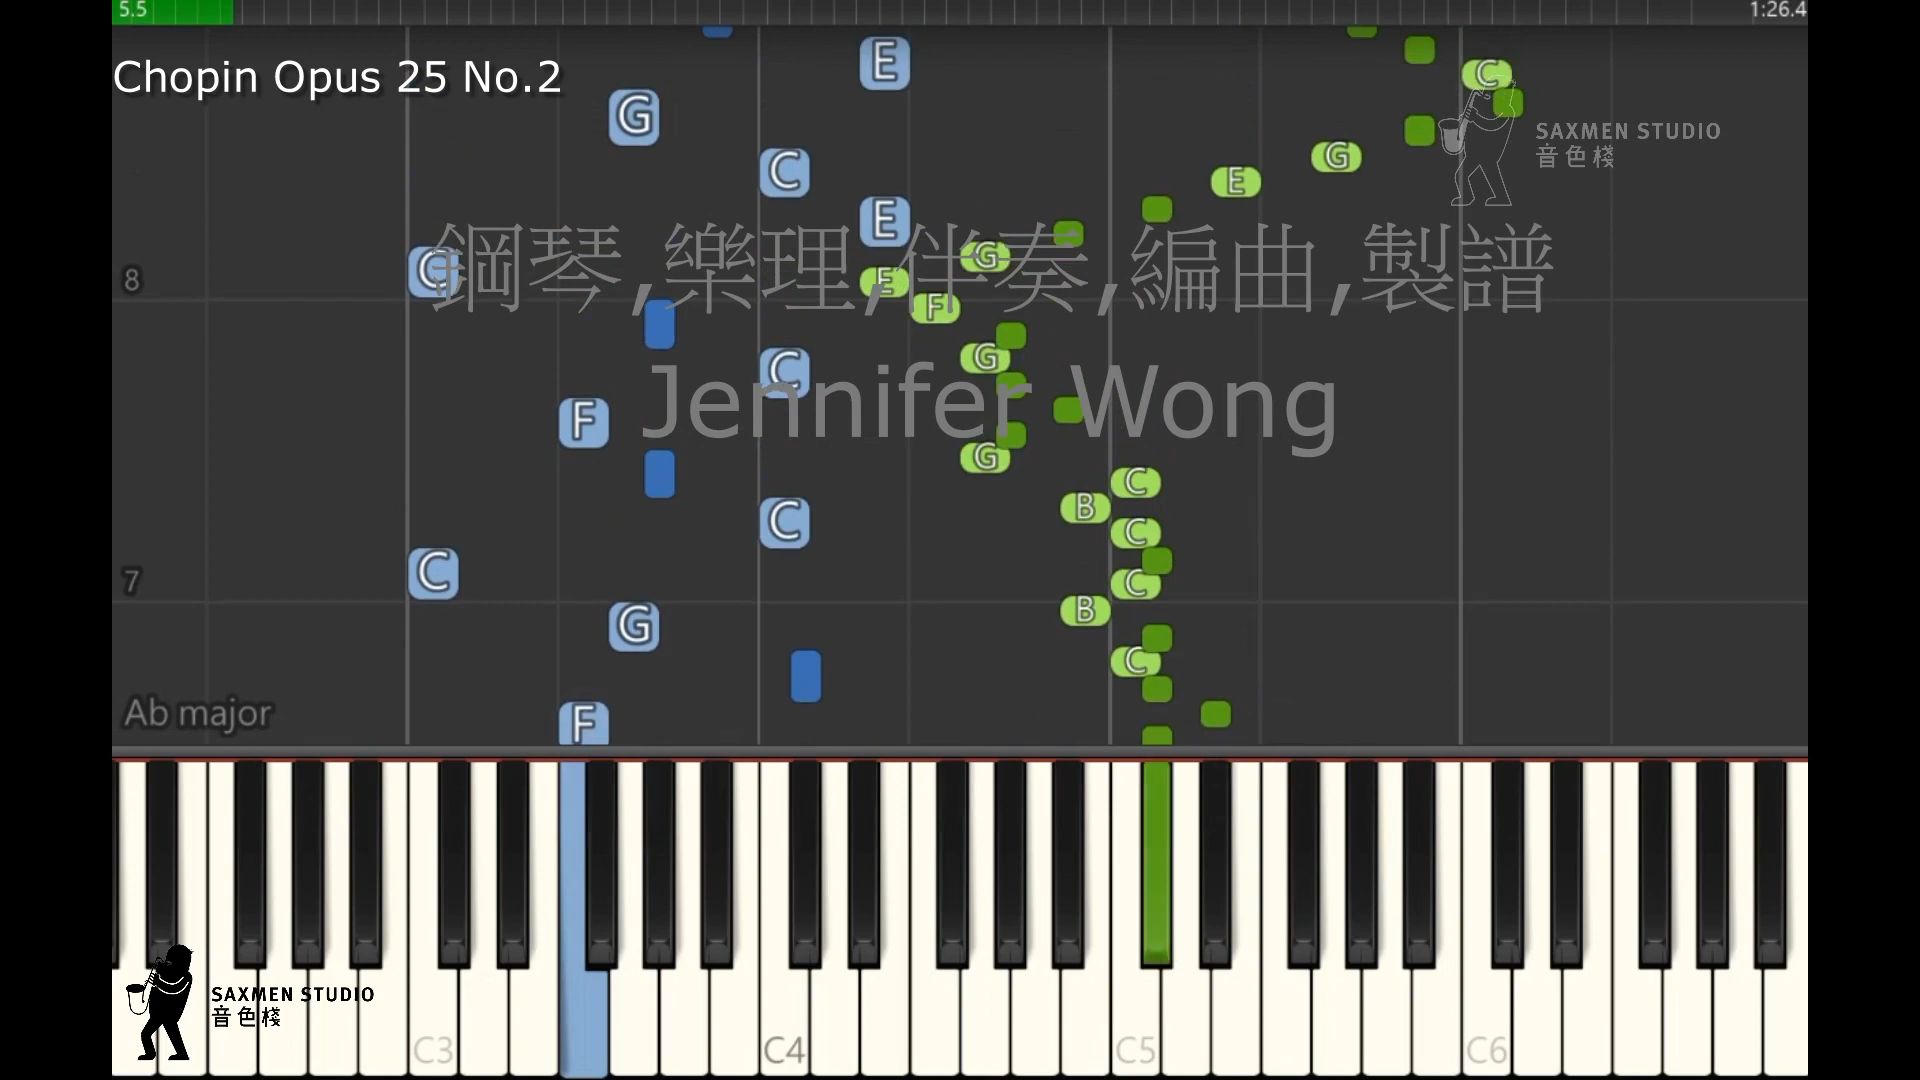 5.5
1:26.4
Chopin Opus 25 No.2
E
C
G
SAXMEN STUDIO
音色棧
G
C
E
E
G
C
鋼琴,樂理,伴奏,編曲,製譜
8
E
F
G
C
Jennifer Wong
F
G
C
B
C
C
7
C
C
B
G
C
Ab major
F
SAXMEN STUDIO
音色棧
C3
C4
C5
C6